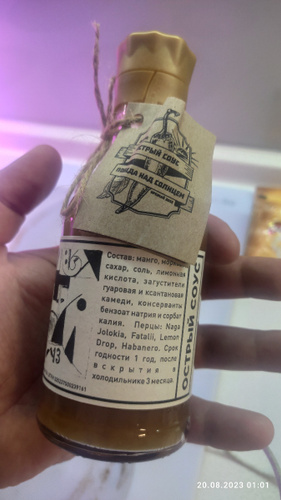 ОСТРЫЙ СОУС
ПОБЕДА НАД СОЛНЦЕМ
Состав: манго, морковь,
сахар, соль, лимонная
кислота, загустители
гуаровая и ксантановая
камеди, консерванты
бензоат натрия и сорбат
калия. Перцы: Naga
Jolokia, Fatalii, Lemon
Drop, Habanero. Срок
годности 1 год, после
вскрытия в
холодильнике 3 месяца.
ОСТРЫЙ СОУС
20.08.2023 01:01